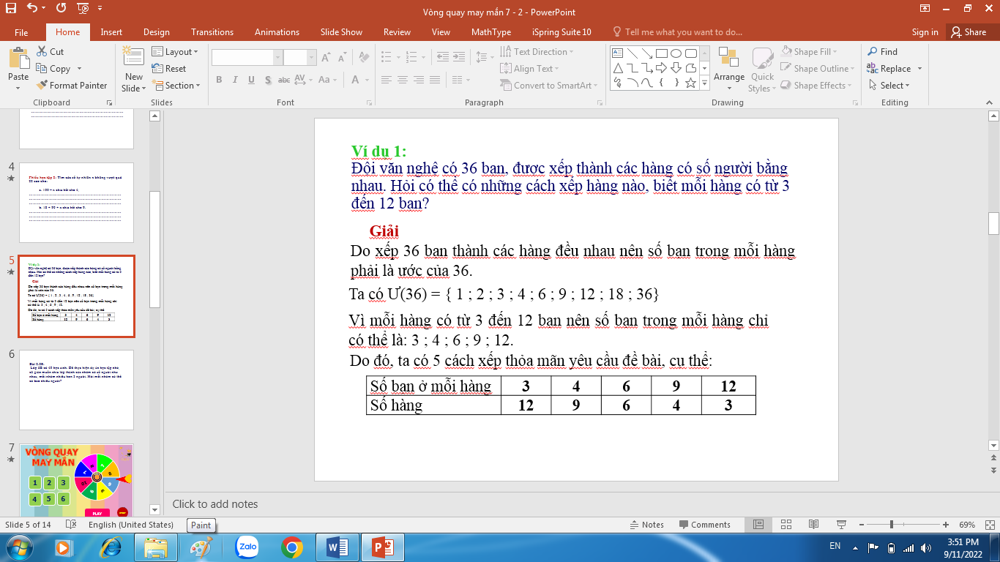 Vòng quay may mắn 7 - 2 - PowerPoint
File Home Insert Design Transitions Animations Slide Show Review View MathType iSpring Suite 10 Tell me what you want to do... Sign in Share
Paste
Cut
Copy
Format Painter
Clipboard
New Slide
Layout
Reset
Section
Slides
B I U S abc AV Aa A
Font
Text Direction
Align Text
Convert to SmartArt
Paragraph
Arrange
Quick Styles
Shape Fill
Shape Outline
Shape Effects
Drawing
Find
Replace
Select
Editing
4
5
6
7
VÒNG QUAY
MAY MẮN
1 2 3
4 5 6
PLAY
Ví dụ 1:
Đội văn nghệ có 36 bạn, được xếp thành các hàng có số người bằng
nhau. Hỏi có thể có những cách xếp hàng nào, biết mỗi hàng có từ 3
đến 12 bạn?
Giải
Do xếp 36 bạn thành các hàng đều nhau nên số bạn trong mỗi hàng
phải là ước của 36.
Ta có Ư(36) = { 1 ; 2 ; 3 ; 4 ; 6 ; 9 ; 12 ; 18 ; 36}
Vì mỗi hàng có từ 3 đến 12 bạn nên số bạn trong mỗi hàng chỉ
có thể là: 3 ; 4 ; 6 ; 9 ; 12.
Do đó, ta có 5 cách xếp thỏa mãn yêu cầu đề bài, cụ thể:
Số bạn ở mỗi hàng 3 4 6 9 12
Số hàng 12 9 6 4 3
Click to add notes
Slide 5 of 14 English (United States) Paint Notes Comments 69%
Zalo EN 3:51 PM
9/11/2022